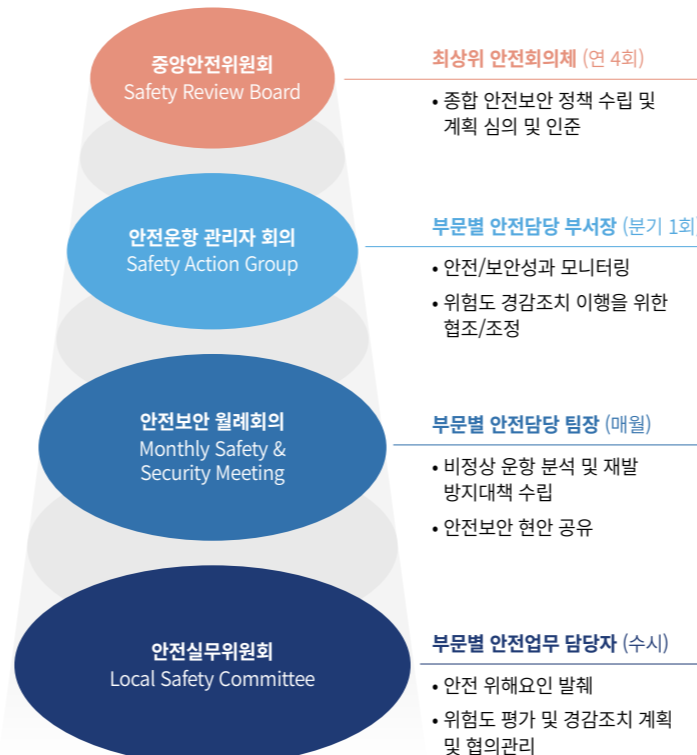 중앙안전위원회
Safety Review Board
최상위 안전회의체 (연 4회)
• 종합 안전보안 정책 수립 및
계획 심의 및 인준
안전운항 관리자 회의
Safety Action Group
부문별 안전담당 부서장 (분기 1회)
• 안전/보안성과 모니터링
• 위험도 경감조치 이행을 위한
협조/조정
안전보안 월례회의
Monthly Safety &
Security Meeting
부문별 안전담당 팀장 (매월)
• 비정상 운항 분석 및 재발
방지대책 수립
• 안전보안 현안 공유
안전실무위원회
Local Safety Committee
부문별 안전업무 담당자 (수시)
• 안전 위해요인 발췌
• 위험도 평가 및 경감조치 계획
및 협의관리